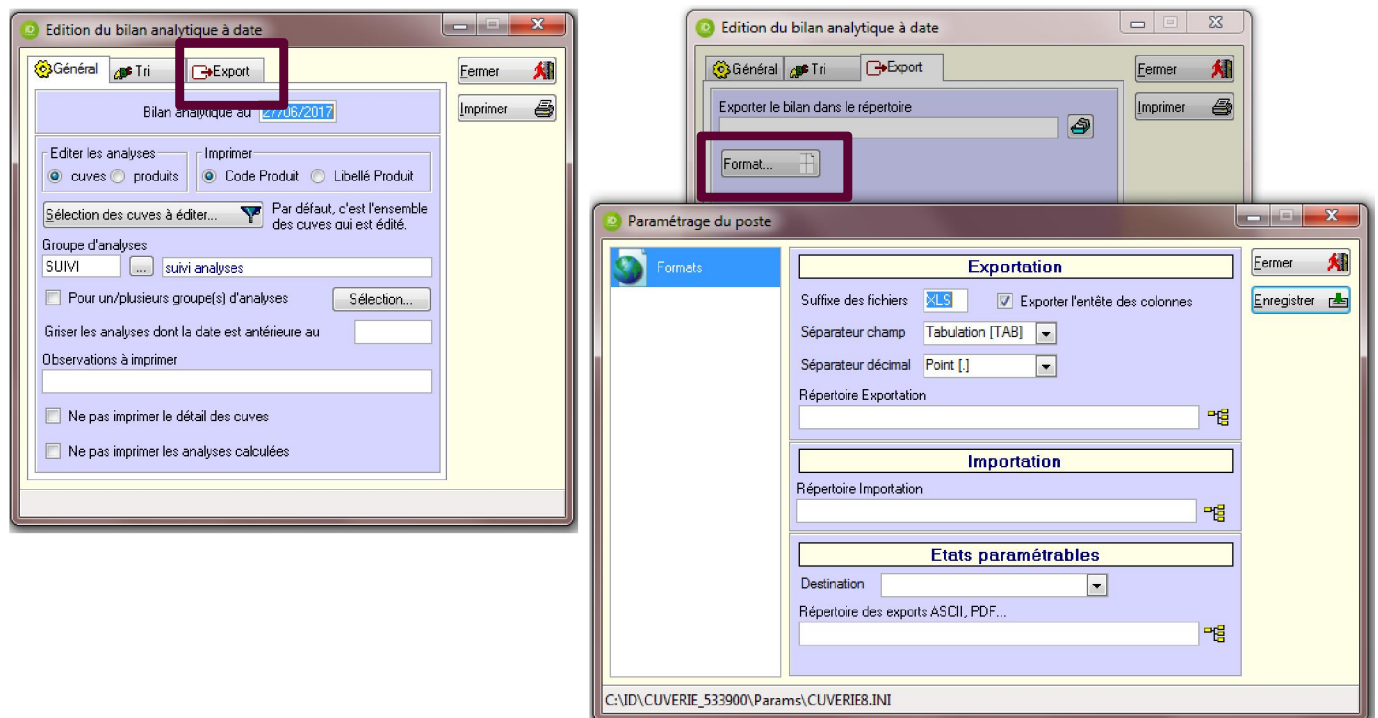 Edition du bilan analytique à date
Général Tri Export
Fermer
Imprimer
Bilan analytique au 27/06/2017
Editer les analyses
cuves produits
Imprimer
Code Produit Libellé Produit
Sélection des cuves à éditer...
Par défaut, c'est l'ensemble
des cuves qui est édité.
Groupe d'analyses
SUIVI ... suivi analyses
Pour un/plusieurs groupe(s) d'analyses Sélection...
Griser les analyses dont la date est antérieure au
Observations à imprimer
Ne pas imprimer le détail des cuves
Ne pas imprimer les analyses calculées
Edition du bilan analytique à date
Général Tri Export
Fermer
Imprimer
Exporter le bilan dans le répertoire
Format...
Paramétrage du poste
Formats
Fermer
Enregistrer
Exportation
Suffixe des fichiers XLS Exporter l'entête des colonnes
Séparateur champ Tabulation [TAB]
Séparateur décimal Point [.]
Répertoire Exportation
Importation
Répertoire Importation
Etats paramétrables
Destination
Répertoire des exports ASCII, PDF...
C:\ID\CUVERIE_533900\Params\CUVERIE8.INI